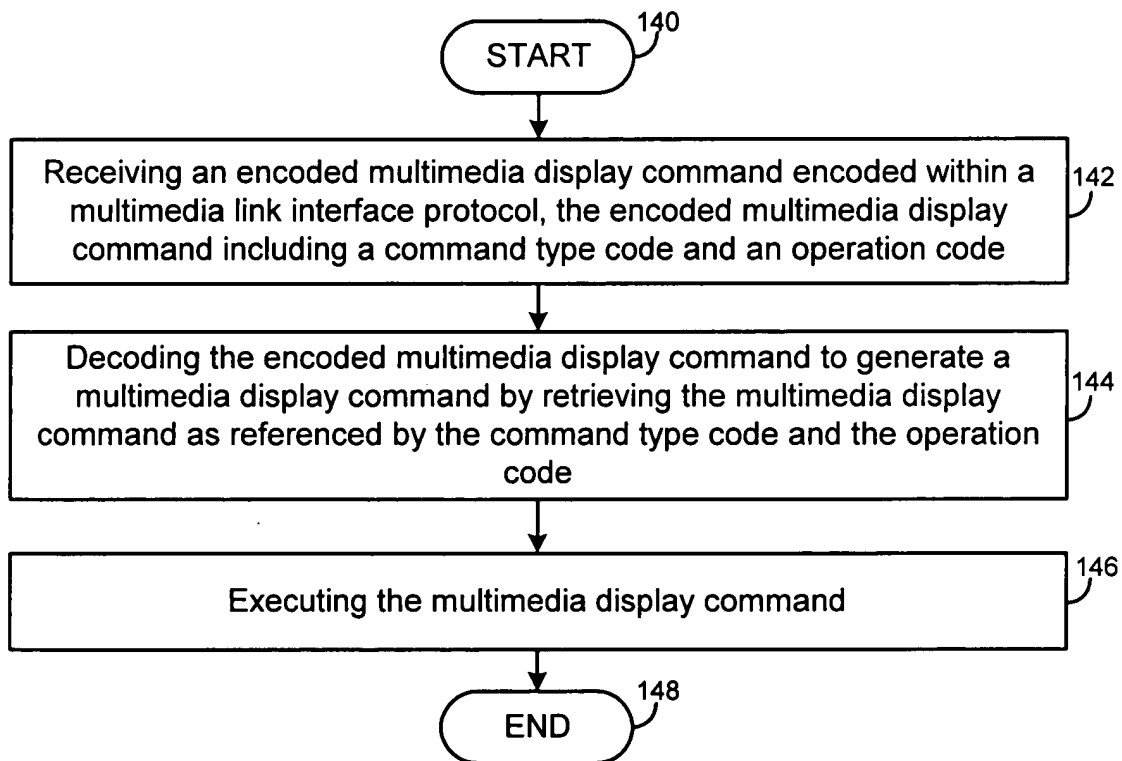 START
140
Receiving an encoded multimedia display command encoded within a
multimedia link interface protocol, the encoded multimedia display
command including a command type code and an operation code
142
Decoding the encoded multimedia display command to generate a
multimedia display command by retrieving the multimedia display
command as referenced by the command type code and the operation
code
144
Executing the multimedia display command
146
END
148